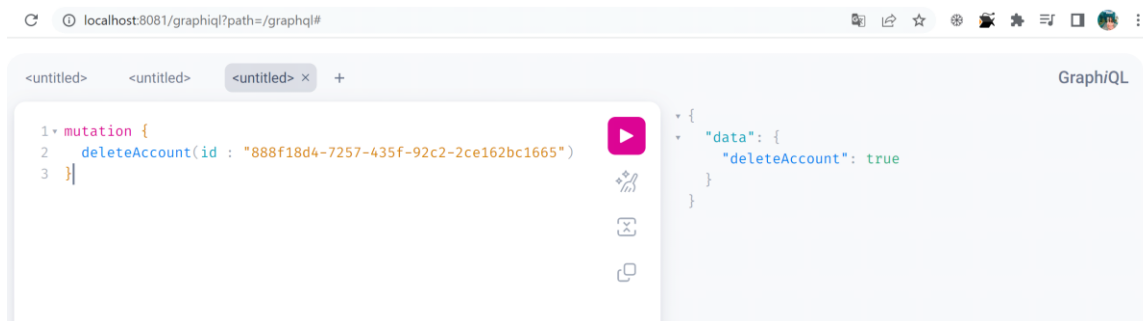 localhost:8081/graphiql?path=/graphql#
<untitled> <untitled> <untitled> × + GraphiQL
1 mutation {
2 deleteAccount(id : "888f18d4-7257-435f-92c2-2ce162bc1665")
3 }
{
"data": {
"deleteAccount": true
}
}